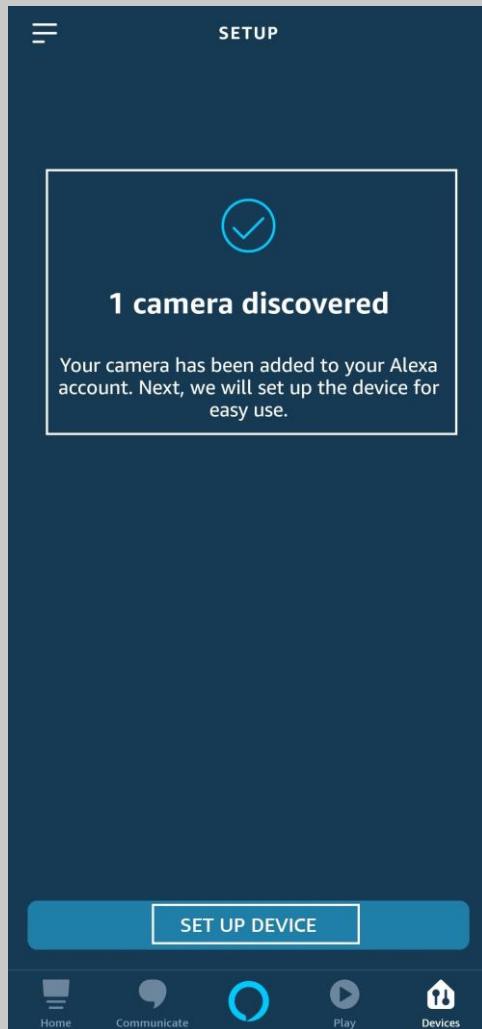 SETUP
1 camera discovered
Your camera has been added to your Alexa
account. Next, we will set up the device for
easy use.
SET UP DEVICE
Home Communicate Play Devices